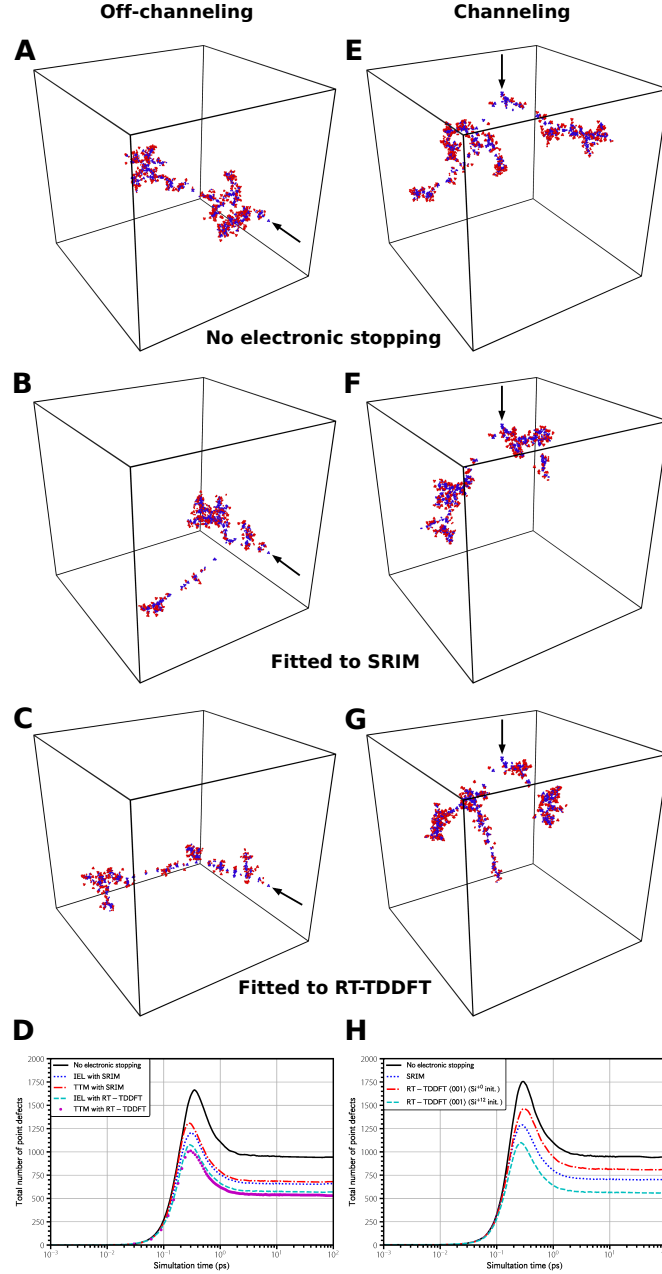 Off-channeling
Channeling
A
E
No electronic stopping
B
F
Fitted to SRIM
C
G
Fitted to RT-TDDFT
D
2000
1750
1500
1250
1000
750
500
250
0
Total number of point defects
No electronic stopping
IEL with SRIM
TTM with SRIM
IEL with RT − TDDFT
TTM with RT − TDDFT
10⁻³ 10⁻² 10⁻¹ 10⁰ 10¹ 10²
Simultation time (ps)
H
2000
1750
1500
1250
1000
750
500
250
0
Total number of point defects
No electronic stopping
SRIM
RT − TDDFT ⟨001⟩ (Si⁺⁰ init.)
RT − TDDFT ⟨001⟩ (Si⁺¹² init.)
10⁻³ 10⁻² 10⁻¹ 10⁰ 10¹
Simultation time (ps)